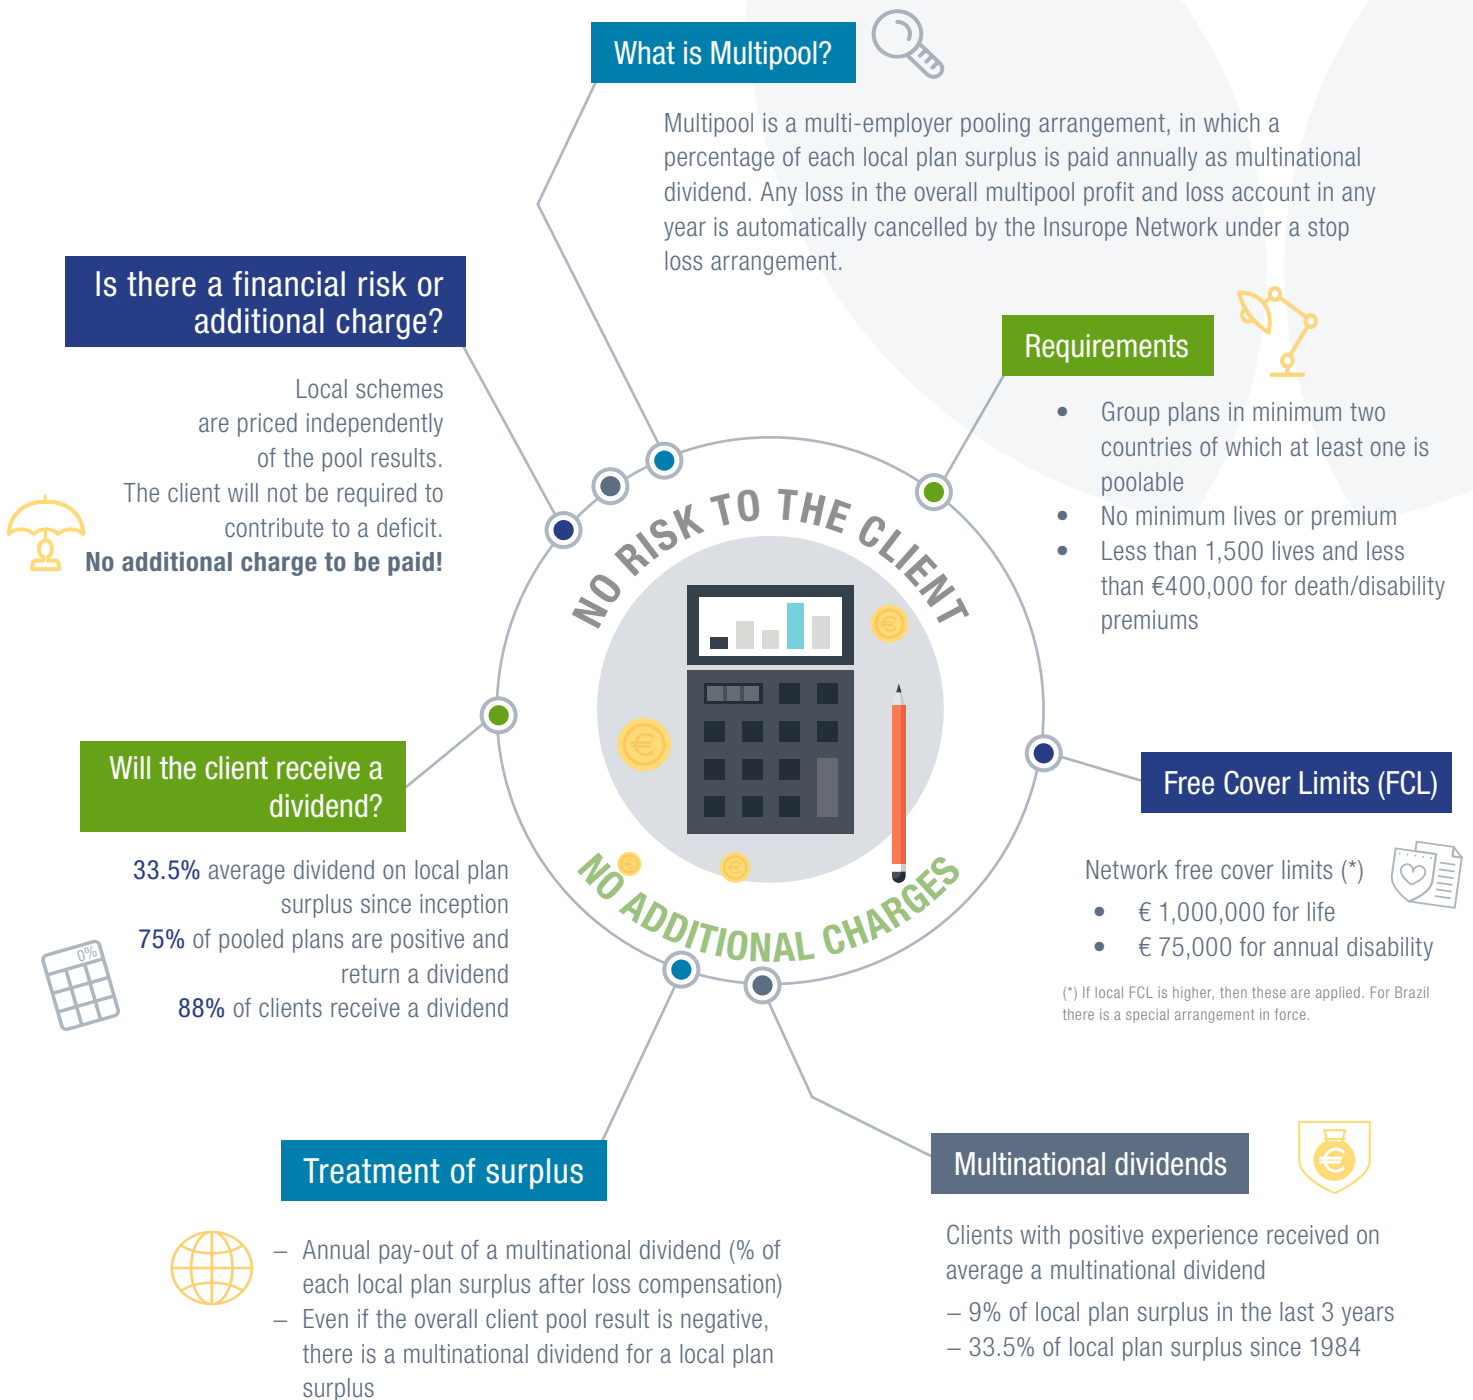 What is Multipool?
Multipool is a multi-employer pooling arrangement, in which a
percentage of each local plan surplus is paid annually as multinational
dividend. Any loss in the overall multipool profit and loss account in any
year is automatically cancelled by the Insurope Network under a stop
loss arrangement.
Is there a financial risk or
additional charge?
Local schemes
are priced independently
of the pool results.
The client will not be required to
contribute to a deficit.
No additional charge to be paid!
Requirements
• Group plans in minimum two
countries of which at least one is
poolable
• No minimum lives or premium
• Less than 1,500 lives and less
than €400,000 for death/disability
premiums
NO RISK TO THE CLIENT
€
€
€
€
NO ADDITIONAL CHARGES
Will the client receive a
dividend?
33.5% average dividend on local plan
surplus since inception
75% of pooled plans are positive and
return a dividend
88% of clients receive a dividend
0%
Free Cover Limits (FCL)
Network free cover limits (*)
• € 1,000,000 for life
• € 75,000 for annual disability
(*) If local FCL is higher, then these are applied. For Brazil
there is a special arrangement in force.
Treatment of surplus
– Annual pay-out of a multinational dividend (% of
each local plan surplus after loss compensation)
– Even if the overall client pool result is negative,
there is a multinational dividend for a local plan
surplus
Multinational dividends
€
Clients with positive experience received on
average a multinational dividend
– 9% of local plan surplus in the last 3 years
– 33.5% of local plan surplus since 1984